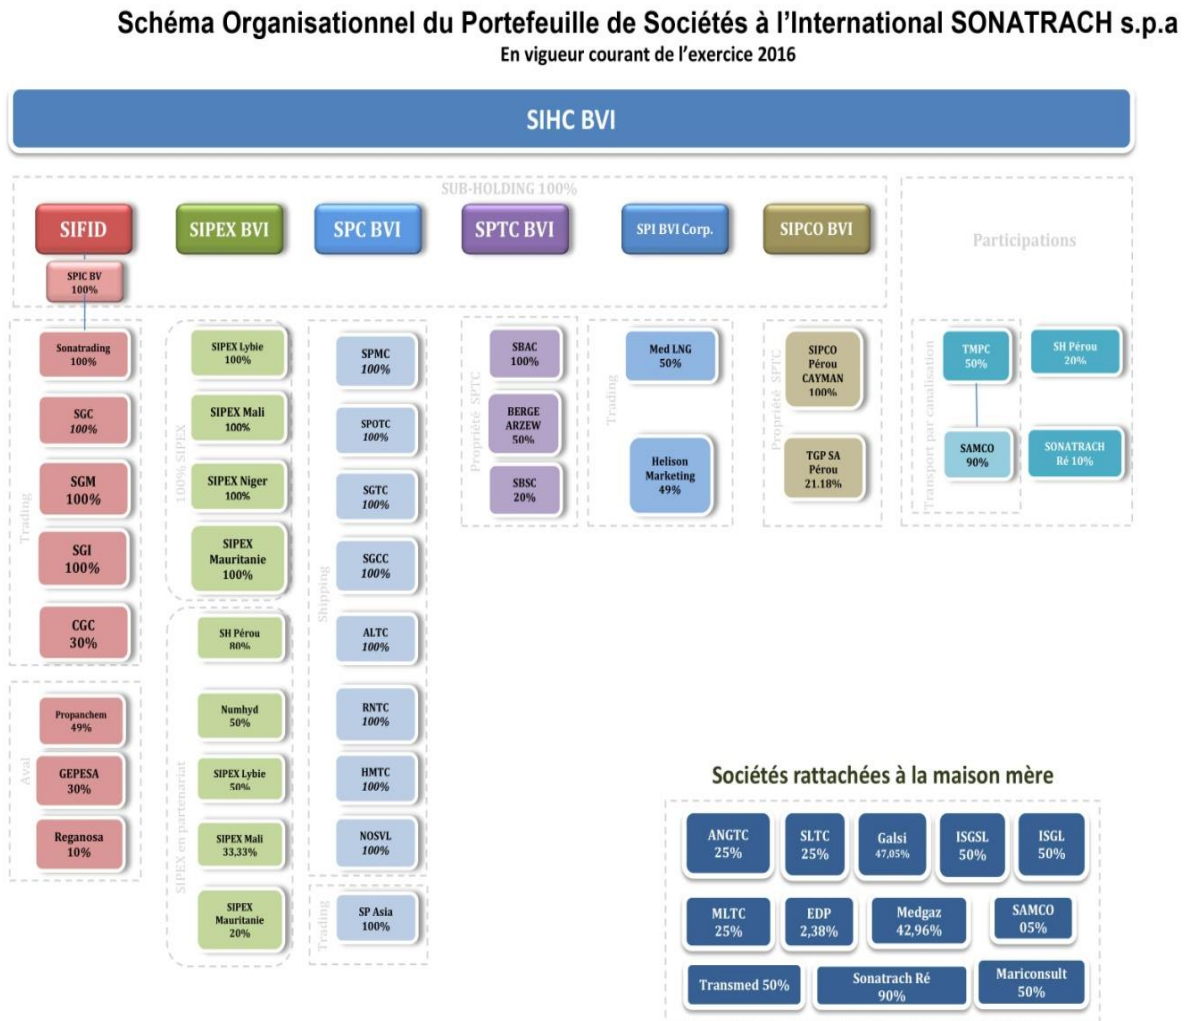 Schéma Organisationnel du Portefeuille de Sociétés à l'International SONATRACH s.p.a
En vigueur courant de l'exercice 2016
SIHC BVI
SUB-HOLDING 100%
SIFID
SIPEX BVI
SPC BVI
SPTC BVI
SPI BVI Corp.
SIPCO BVI
Participations
SPIC BV
100%
Trading
Sonatrading
100%
SGC
100%
SGM
100%
SGI
100%
CGC
30%
Aval
Propanchem
49%
GEPESA
30%
Reganosa
10%
100% SIPEX
SIPEX Lybie
100%
SIPEX Mali
100%
SIPEX Niger
100%
SIPEX
Mauritanie
100%
SIPEX en partenariat
SH Pérou
80%
Numhyd
50%
SIPEX Lybie
50%
SIPEX Mali
33,33%
SIPEX
Mauritanie
20%
Shipping
SPMC
100%
SPOTC
100%
SGTC
100%
SGCC
100%
ALTC
100%
RNTC
100%
HMTC
100%
NOSVL
100%
Trading
SP Asia
100%
Propriété SPTC
SBAC
100%
BERGE
ARZEW
50%
SBSC
20%
Trading
Med LNG
50%
Helison
Marketing
49%
Propriété SPTC
SIPCO
Pérou
CAYMAN
100%
TGP SA
Pérou
21.18%
Transport par canalisation
TMPC
50%
SAMCO
90%
SH Pérou
20%
SONATRACH
Ré 10%
Sociétés rattachées à la maison mère
ANGTC
25%
SLTC
25%
Galsi
47,05%
ISGSL
50%
ISGL
50%
MLTC
25%
EDP
2,38%
Medgaz
42,96%
SAMCO
05%
Transmed 50%
Sonatrach Ré
90%
Mariconsult
50%